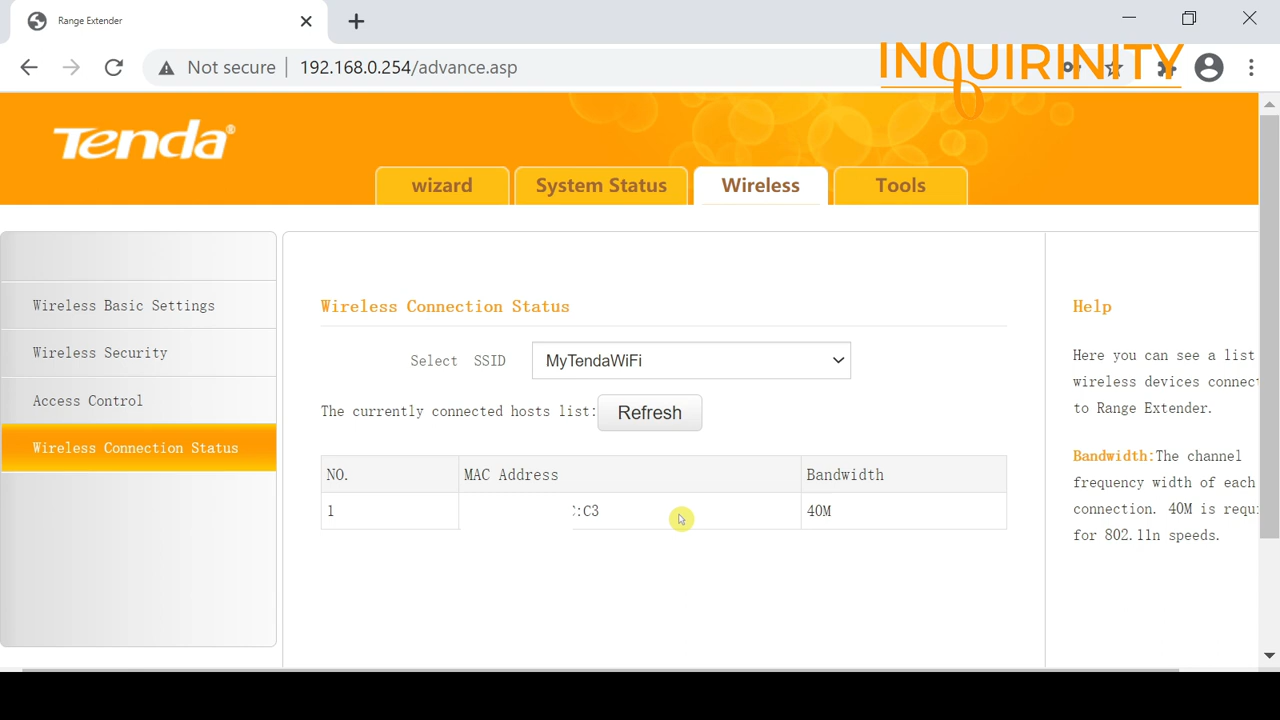 Range Extender
INQUIRINITY
Not secure
192.168.0.254/advance.asp
Tenda®
wizard
System Status
Wireless
Tools
Wireless Basic Settings
Wireless Security
Access Control
Wireless Connection Status
Wireless Connection Status
Select SSID
MyTendaWiFi
The currently connected hosts list:
Refresh
NO. MAC Address Bandwidth
1 :C3 40M
Help
Here you can see a list
wireless devices connec
to Range Extender.
Bandwidth:The channel
frequency width of each
connection. 40M is requ
for 802.11n speeds.